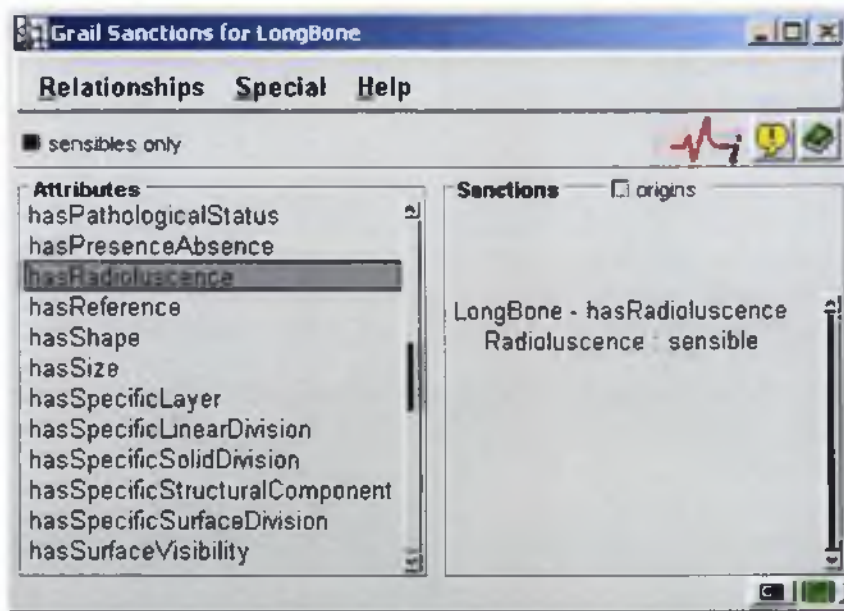 Grail Sanctions for LongBone
Relationships Special Help
sensibles only
Attributes
hasPathologicalStatus
hasPresenceAbsence
hasRadioluscence
hasReference
hasShape
hasSize
hasSpecificLayer
hasSpecificLinearDivision
hasSpecificSolidDivision
hasSpecificStructuralComponent
hasSpecificSurfaceDivision
hasSurfaceVisibility
Sanctions origins
LongBone - hasRadioluscence
Radioluscence : sensible